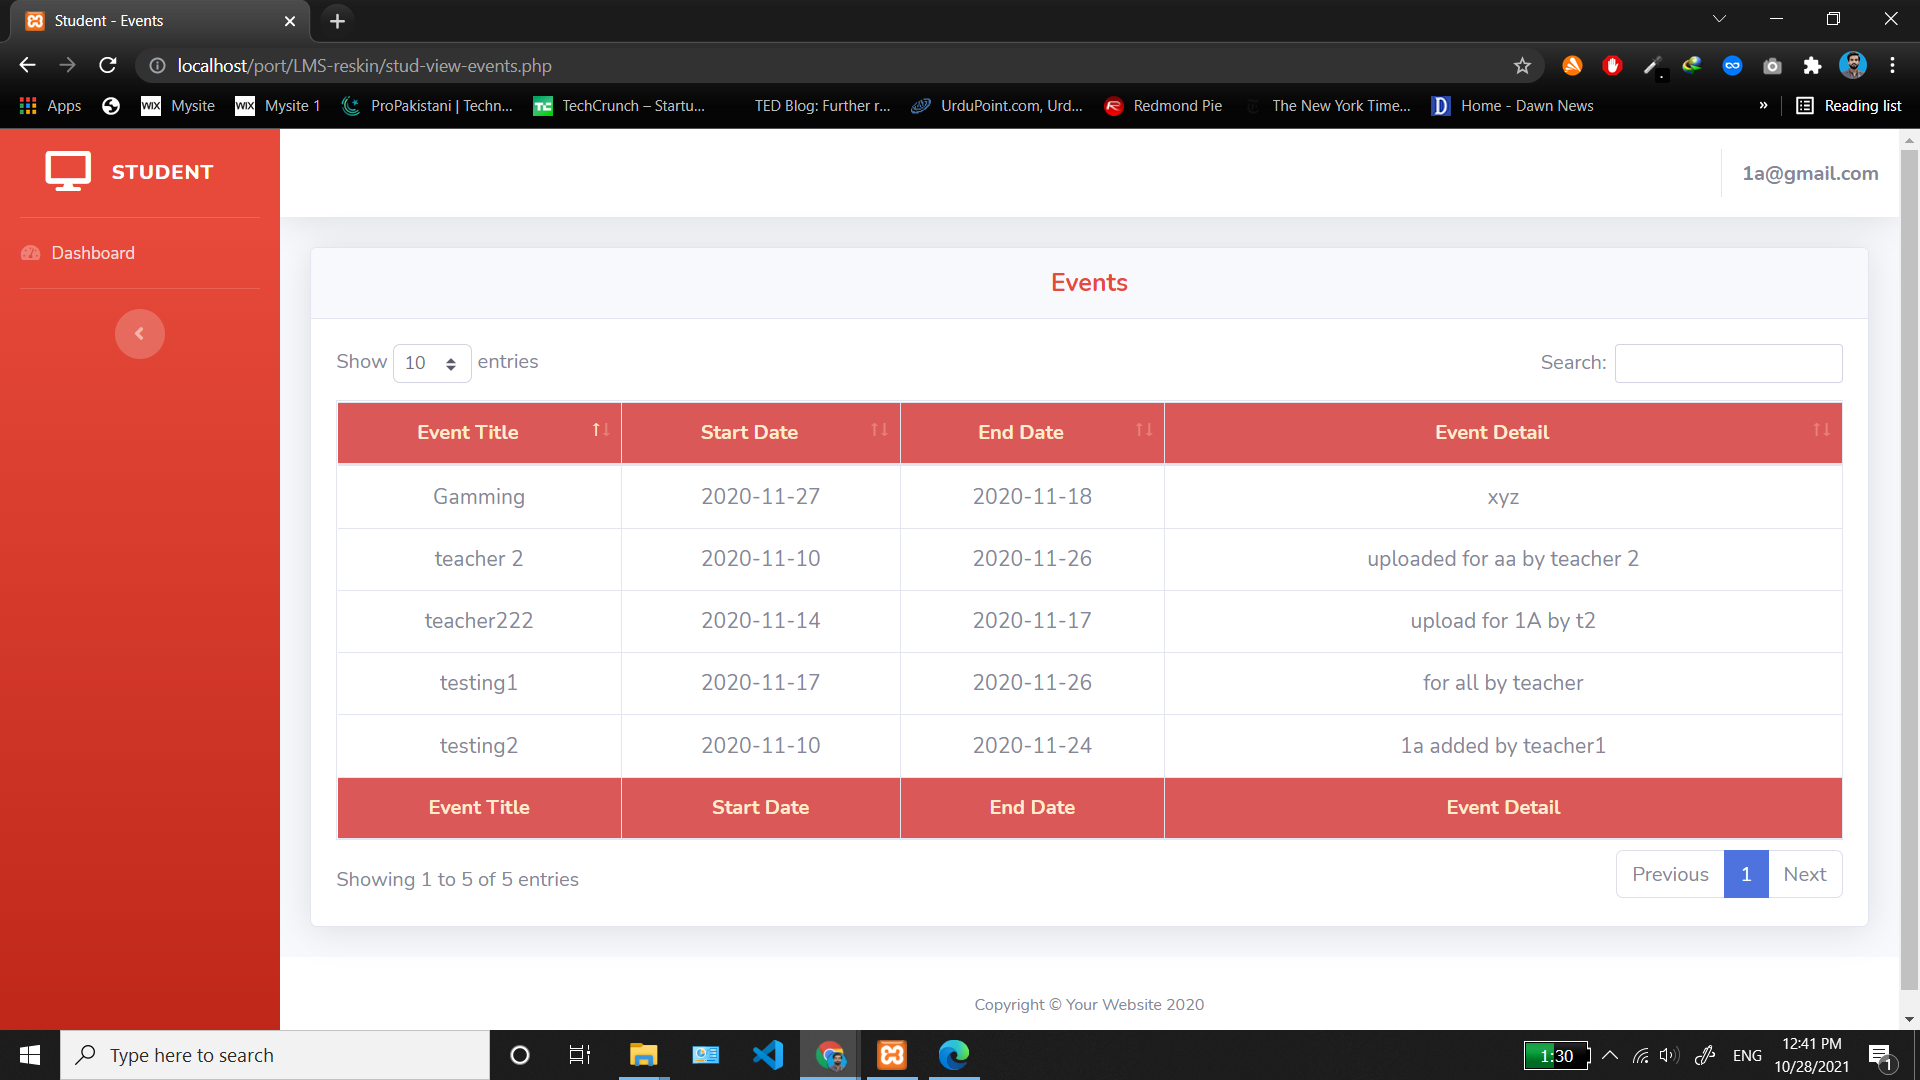 Student - Events
localhost/port/LMS-reskin/stud-view-events.php
Apps Mysite Mysite 1 ProPakistani | Techn... TechCrunch – Startu... TED Blog: Further r... UrduPoint.com, Urd... Redmond Pie The New York Time... Home - Dawn News » Reading list
STUDENT
1a@gmail.com
Dashboard
Events
Show 10 entries Search:
Event Title Start Date End Date Event Detail
Gamming 2020-11-27 2020-11-18 xyz
teacher 2 2020-11-10 2020-11-26 uploaded for aa by teacher 2
teacher222 2020-11-14 2020-11-17 upload for 1A by t2
testing1 2020-11-17 2020-11-26 for all by teacher
testing2 2020-11-10 2020-11-24 1a added by teacher1
Event Title Start Date End Date Event Detail
Showing 1 to 5 of 5 entries Previous 1 Next
Copyright © Your Website 2020
Type here to search 1:30 ENG 12:41 PM
10/28/2021 1